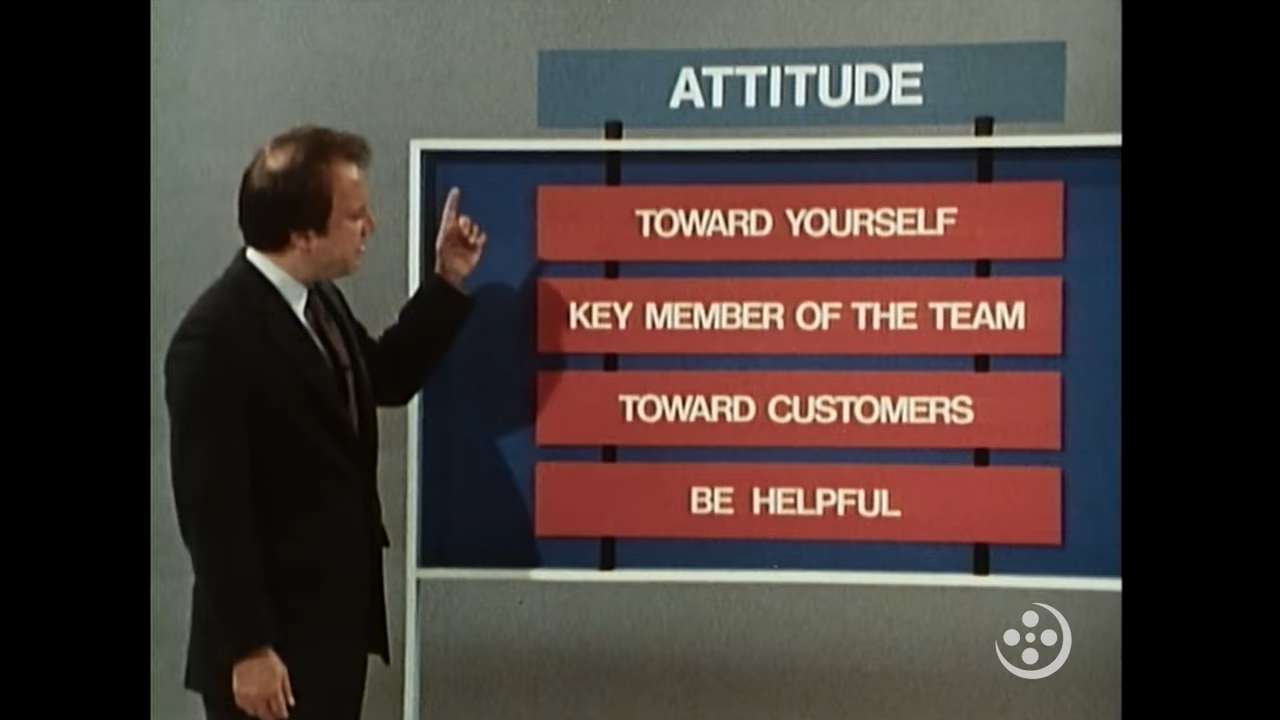 ATTITUDE
TOWARD YOURSELF
KEY MEMBER OF THE TEAM
TOWARD CUSTOMERS
BE HELPFUL